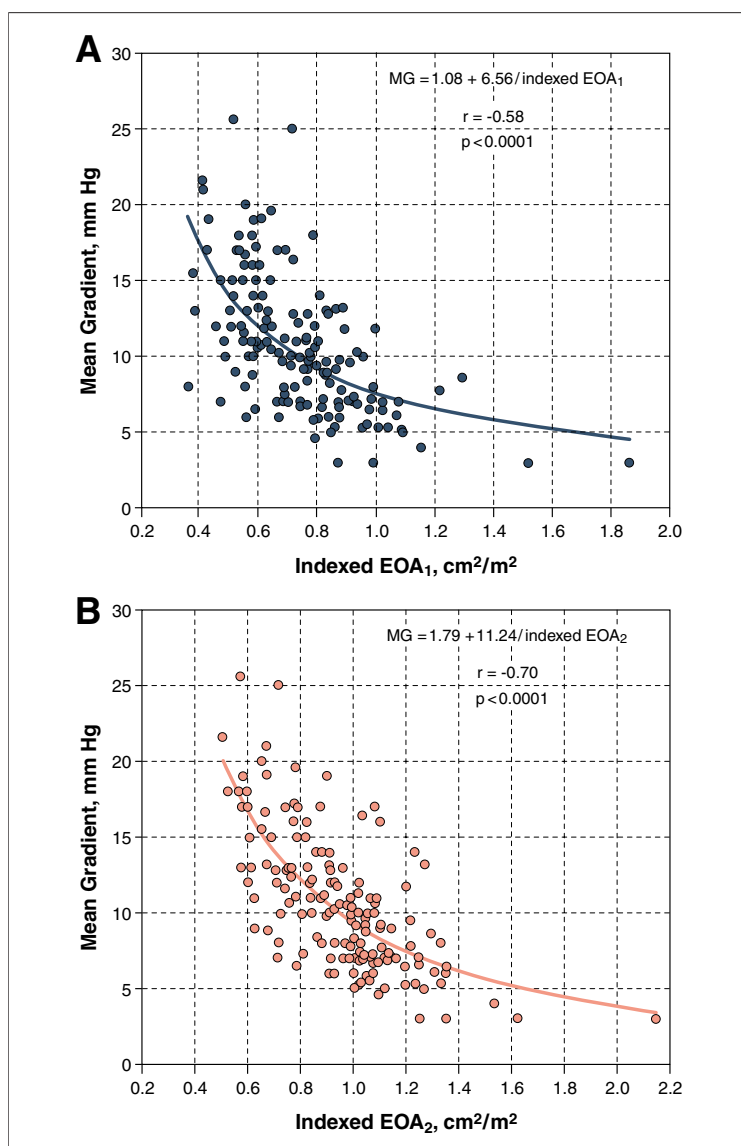 A
30
25
20
15
10
5
0
Mean Gradient, mm Hg
MG = 1.08 + 6.56/indexed EOA₁
r = -0.58
p<0.0001
0.2 0.4 0.6 0.8 1.0 1.2 1.4 1.6 1.8 2.0
Indexed EOA₁, cm²/m²
B
30
25
20
15
10
5
0
Mean Gradient, mm Hg
MG = 1.79 +11.24/indexed EOA₂
r = -0.70
p<0.0001
0.2 0.4 0.6 0.8 1.0 1.2 1.4 1.6 1.8 2.0 2.2
Indexed EOA₂, cm²/m²